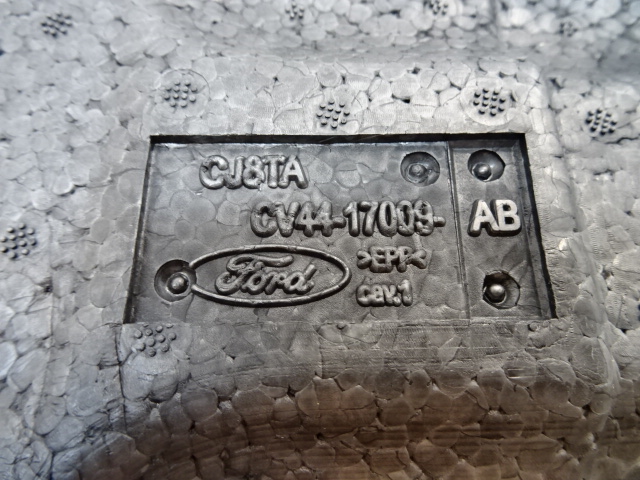 CJ8TA
CV44-17009- AB
Ford >EPP<
cav.1